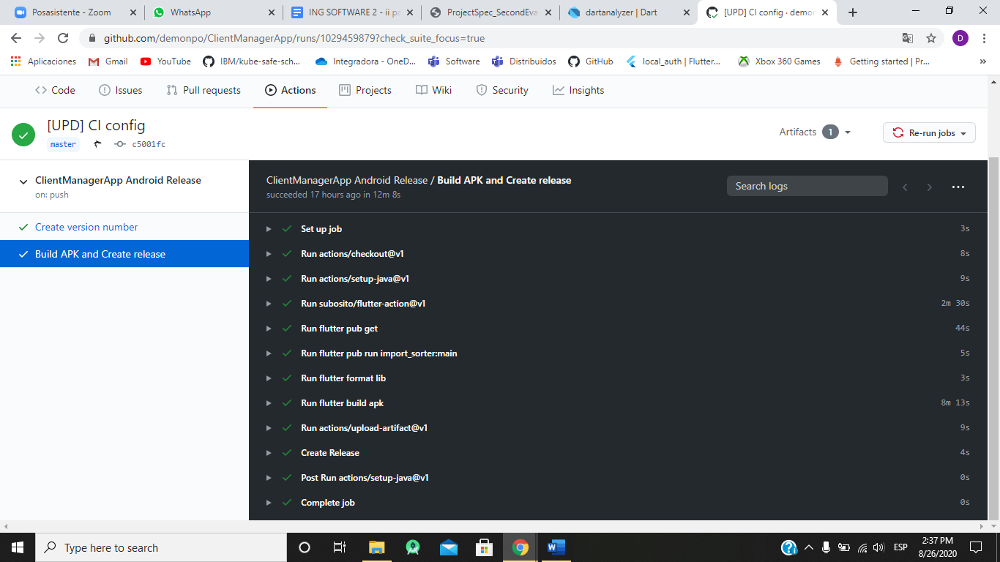 Posasistente - Zoom
WhatsApp
ING SOFTWARE 2 - ii pa
ProjectSpec_SecondEva
dartanalyzer | Dart
[UPD] CI config · demon
github.com/demonpo/ClientManagerApp/runs/1029459879?check_suite_focus=true
D
Aplicaciones
Gmail
YouTube
IBM/kube-safe-sch...
Integradora - OneD...
Software
Distribuidos
GitHub
local_auth | Flutter...
Xbox 360 Games
Getting started | Pr...
Code
Issues
Pull requests
Actions
Projects
Wiki
Security
Insights
[UPD] CI config
master
c5001fc
Artifacts 1
Re-run jobs
ClientManagerApp Android Release
on: push
Create version number
Build APK and Create release
ClientManagerApp Android Release / Build APK and Create release
succeeded 17 hours ago in 12m 8s
Search logs
Set up job 3s
Run actions/checkout@v1 8s
Run actions/setup-java@v1 9s
Run subosito/flutter-action@v1 2m 30s
Run flutter pub get 44s
Run flutter pub run import_sorter:main 5s
Run flutter format lib 3s
Run flutter build apk 8m 13s
Run actions/upload-artifact@v1 9s
Create Release 4s
Post Run actions/setup-java@v1 0s
Complete job 0s
Type here to search
ESP
2:37 PM
8/26/2020